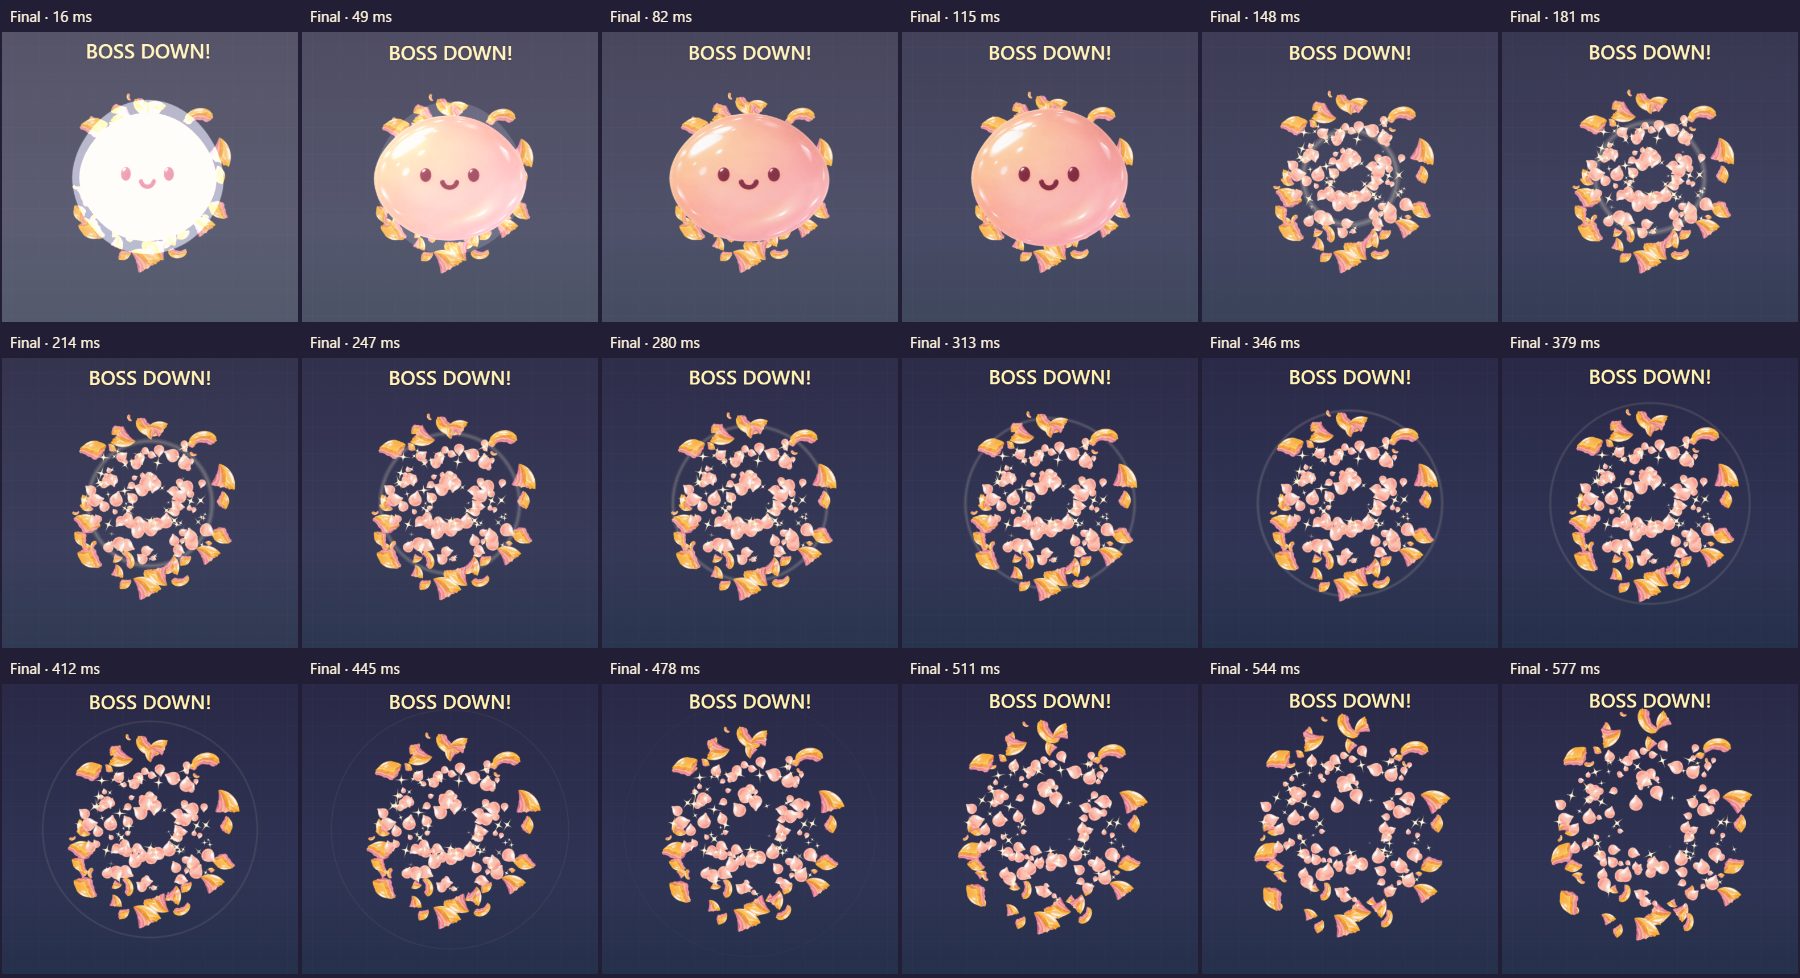 Final · 16 ms
Final · 49 ms
Final · 82 ms
Final · 115 ms
Final · 148 ms
Final · 181 ms
BOSS DOWN!
BOSS DOWN!
BOSS DOWN!
BOSS DOWN!
BOSS DOWN!
BOSS DOWN!
Final · 214 ms
Final · 247 ms
Final · 280 ms
Final · 313 ms
Final · 346 ms
Final · 379 ms
BOSS DOWN!
BOSS DOWN!
BOSS DOWN!
BOSS DOWN!
BOSS DOWN!
BOSS DOWN!
Final · 412 ms
Final · 445 ms
Final · 478 ms
Final · 511 ms
Final · 544 ms
Final · 577 ms
BOSS DOWN!
BOSS DOWN!
BOSS DOWN!
BOSS DOWN!
BOSS DOWN!
BOSS DOWN!